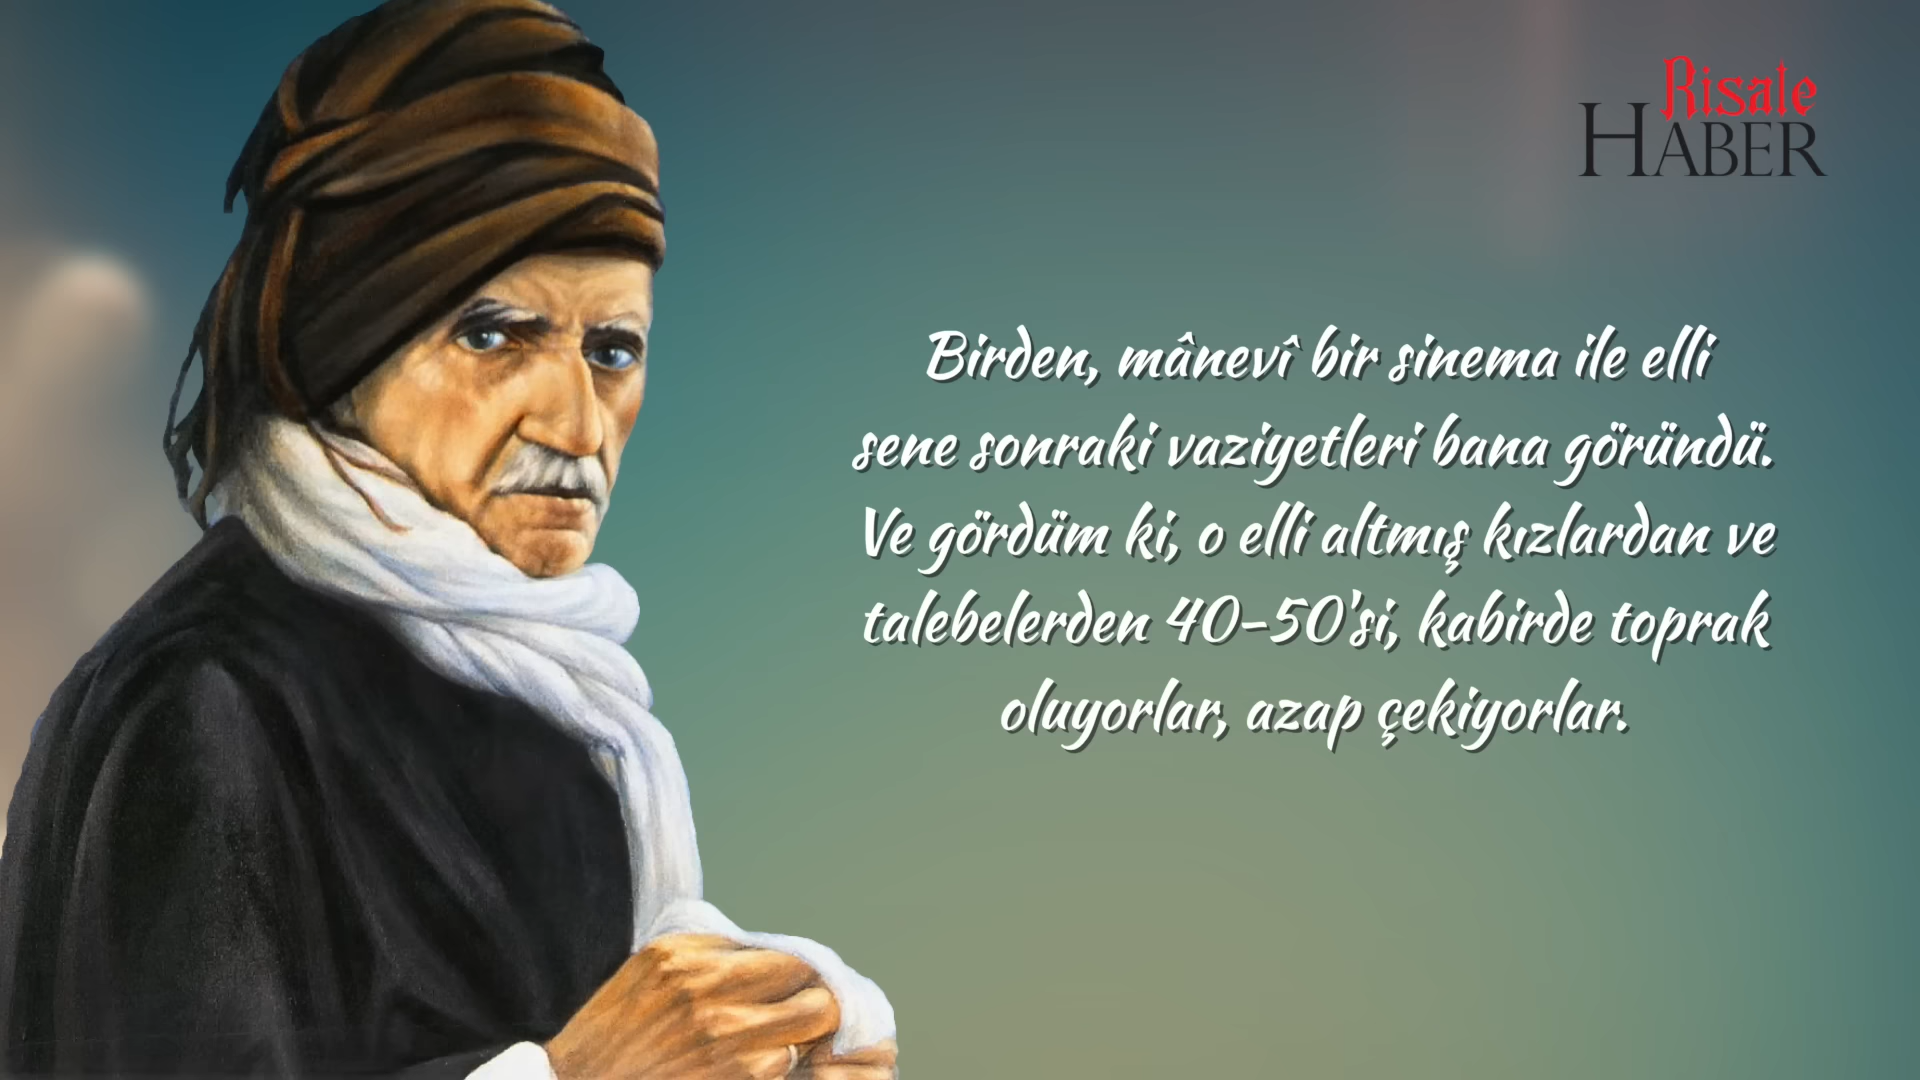 Risale
HABER
Birden, mânevî bir sinema ile elli
sene sonraki vaziyetleri bana göründü.
Ve gördüm ki, o elli altmış kızlardan ve
talebelerden 40-50'si, kabirde toprak
oluyorlar, azap çekiyorlar.